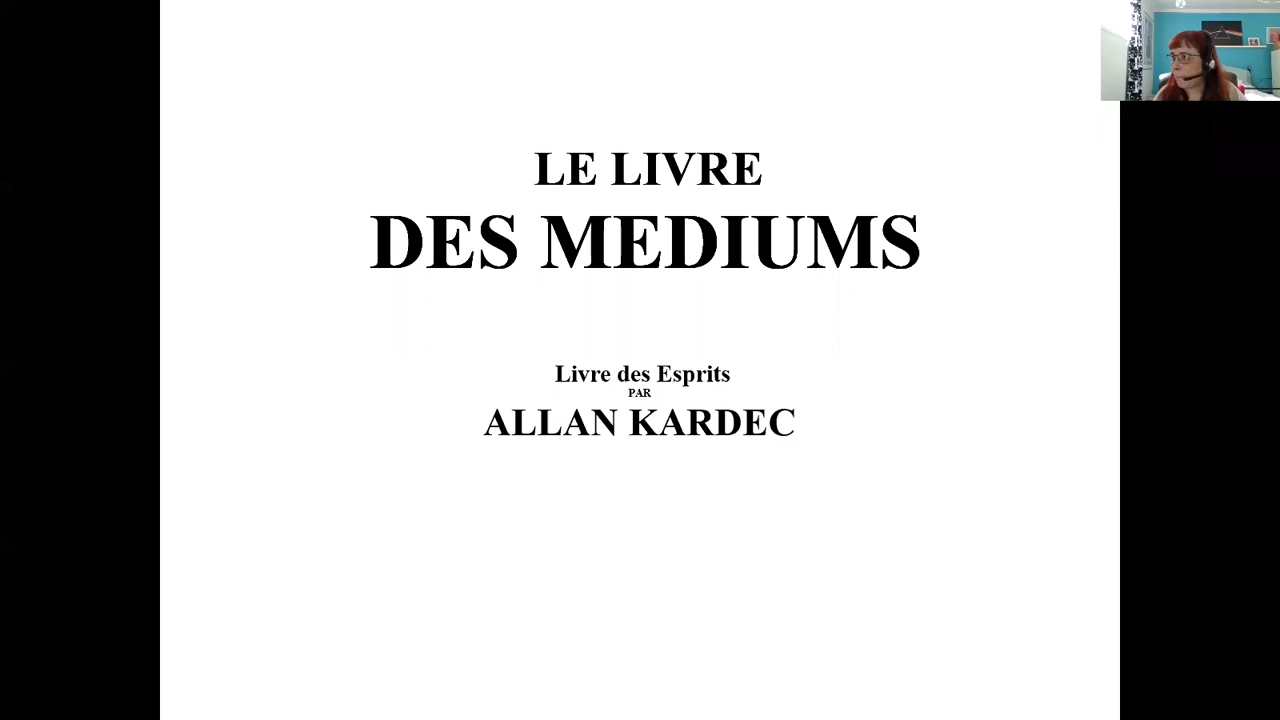 LE LIVRE
DES MEDIUMS
Livre des Esprits
PAR
ALLAN KARDEC